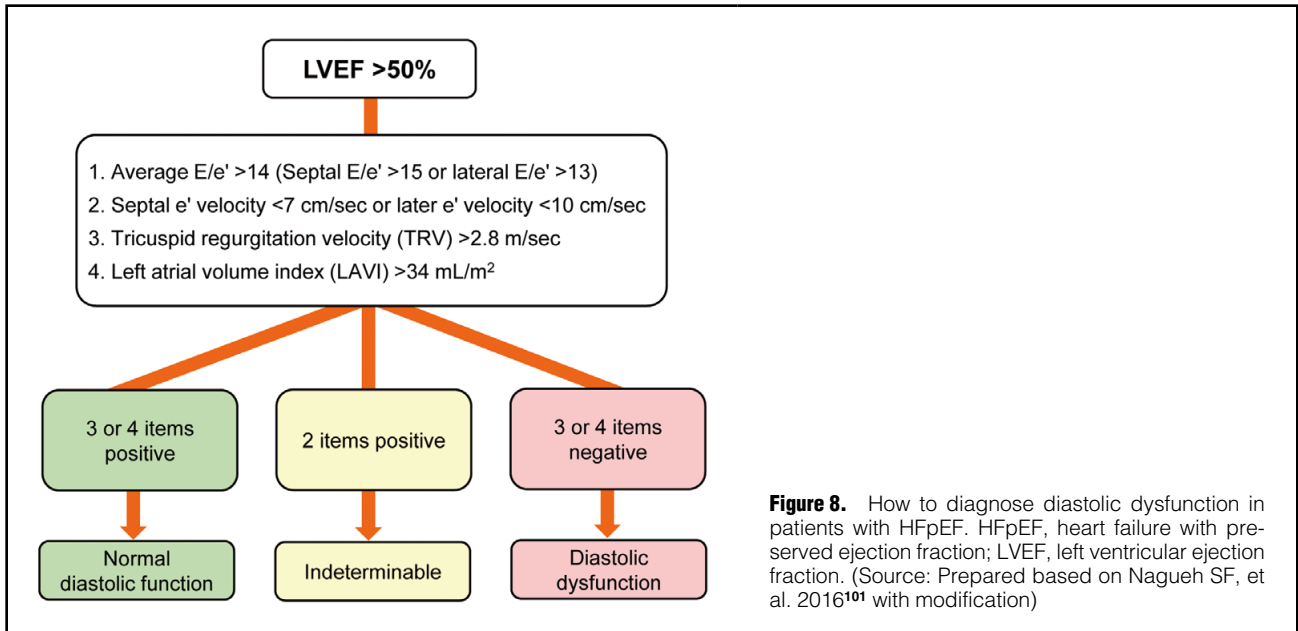 LVEF >50%
1. Average E/e' >14 (Septal E/e' >15 or lateral E/e' >13)
2. Septal e' velocity <7 cm/sec or later e' velocity <10 cm/sec
3. Tricuspid regurgitation velocity (TRV) >2.8 m/sec
4. Left atrial volume index (LAVI) >34 mL/m²
3 or 4 items
positive
2 items positive
3 or 4 items
negative
Normal
diastolic function
Indeterminable
Diastolic
dysfunction
Figure 8. How to diagnose diastolic dysfunction in
patients with HFpEF. HFpEF, heart failure with pre-
served ejection fraction; LVEF, left ventricular ejection
fraction. (Source: Prepared based on Nagueh SF, et
al. 2016¹⁰¹ with modification)